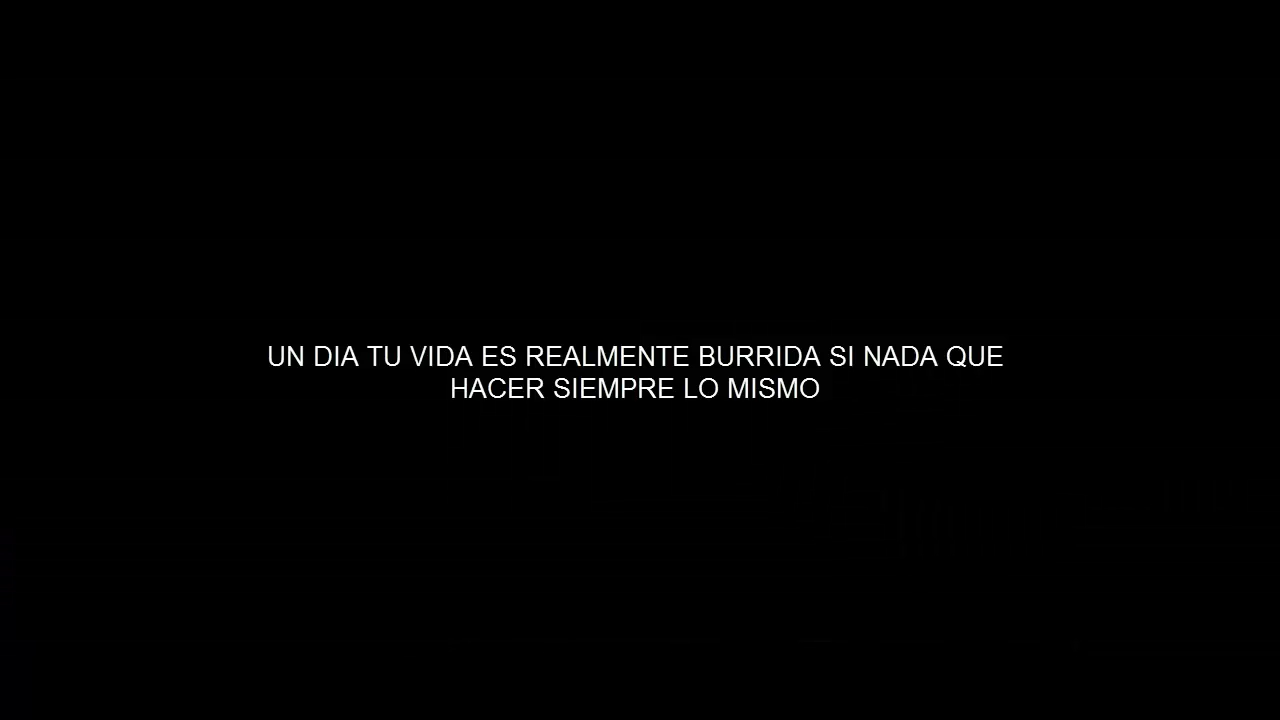 UN DIA TU VIDA ES REALMENTE BURRIDA SI NADA QUE
HACER SIEMPRE LO MISMO